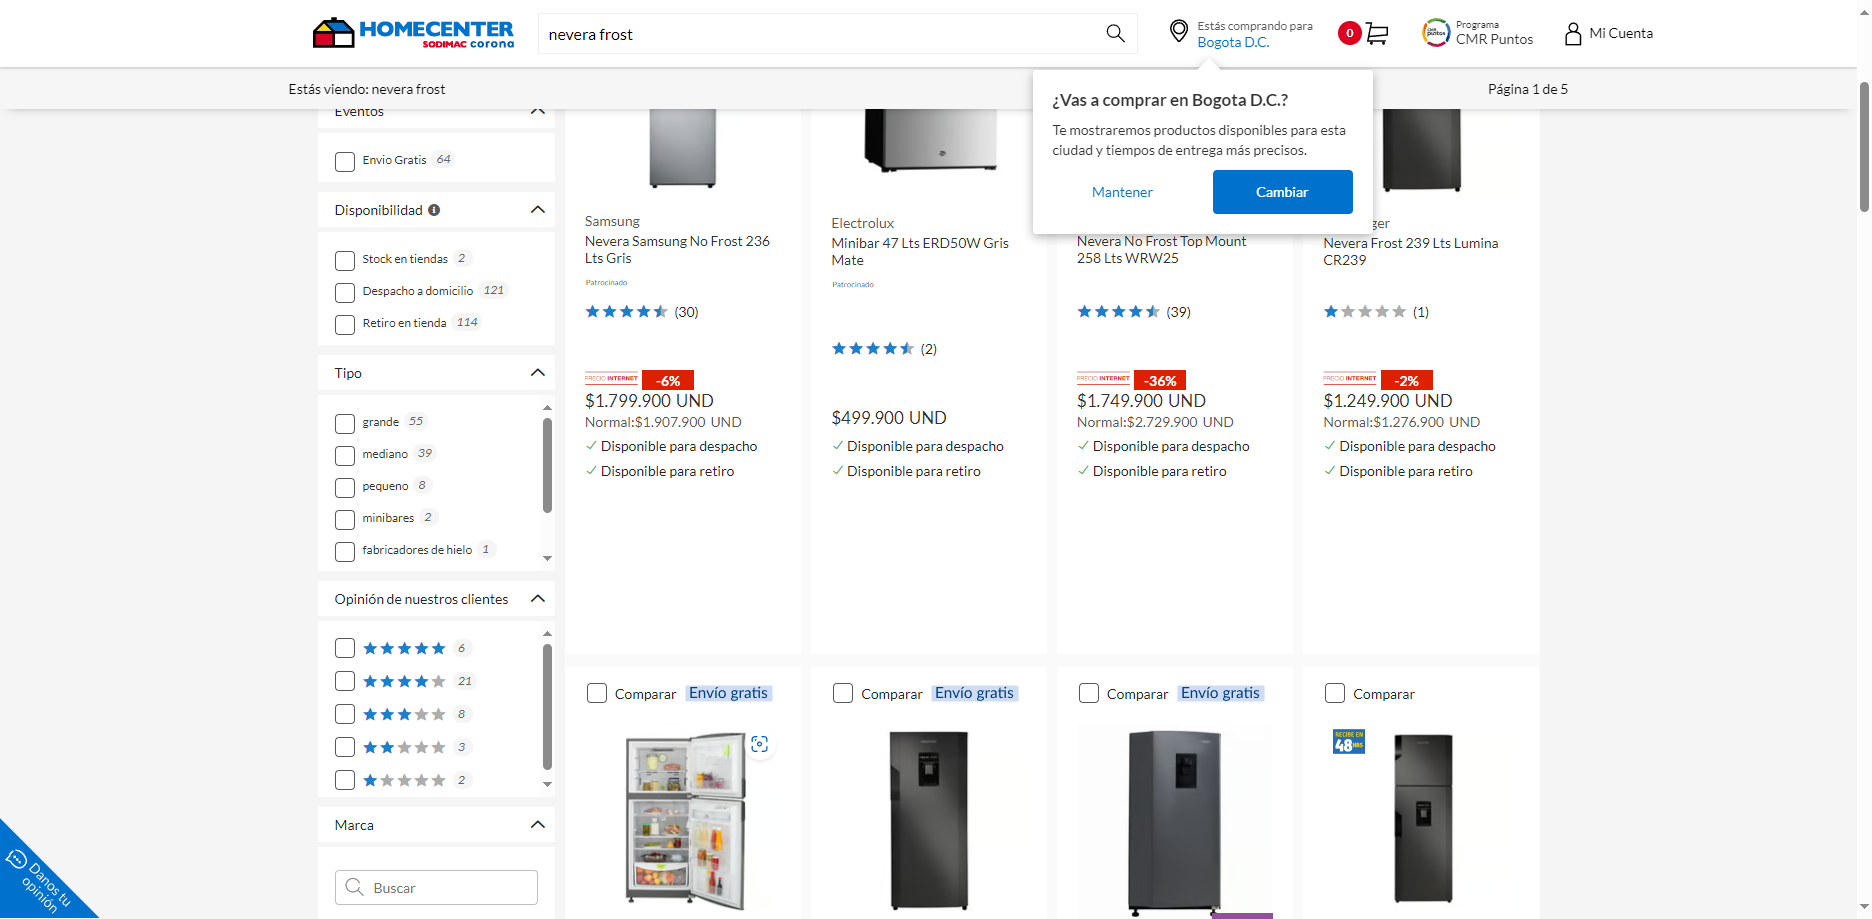 HOMECENTER
SODIMAC corona
nevera frost
Estás comprando para
Bogota D.C.
0
Programa
CMR Puntos
Mi Cuenta
Estás viendo: nevera frost
Página 1 de 5
¿Vas a comprar en Bogota D.C.?
Te mostraremos productos disponibles para esta
ciudad y tiempos de entrega más precisos.
Mantener
Cambiar
Eventos
Envio Gratis 64
Disponibilidad
Stock en tiendas 2
Despacho a domicilio 121
Retiro en tienda 114
Tipo
grande 55
mediano 39
pequeno 8
minibares 2
fabricadores de hielo 1
Opinión de nuestros clientes
6
21
8
3
2
Marca
Buscar
Danos tu
opinión
Samsung
Nevera Samsung No Frost 236
Lts Gris
Patrocinado
(30)
PRECIO INTERNET -6%
$1.799.900 UND
Normal:$1.907.900 UND
Disponible para despacho
Disponible para retiro
Electrolux
Minibar 47 Lts ERD50W Gris
Mate
Patrocinado
(2)
$499.900 UND
Disponible para despacho
Disponible para retiro
Nevera No Frost Top Mount
258 Lts WRW25
(39)
PRECIO INTERNET -36%
$1.749.900 UND
Normal:$2.729.900 UND
Disponible para despacho
Disponible para retiro
ger
Nevera Frost 239 Lts Lumina
CR239
(1)
PRECIO INTERNET -2%
$1.249.900 UND
Normal:$1.276.900 UND
Disponible para despacho
Disponible para retiro
Comparar Envío gratis
Comparar Envío gratis
Comparar Envío gratis
Comparar
RECIBE EN
48HRS